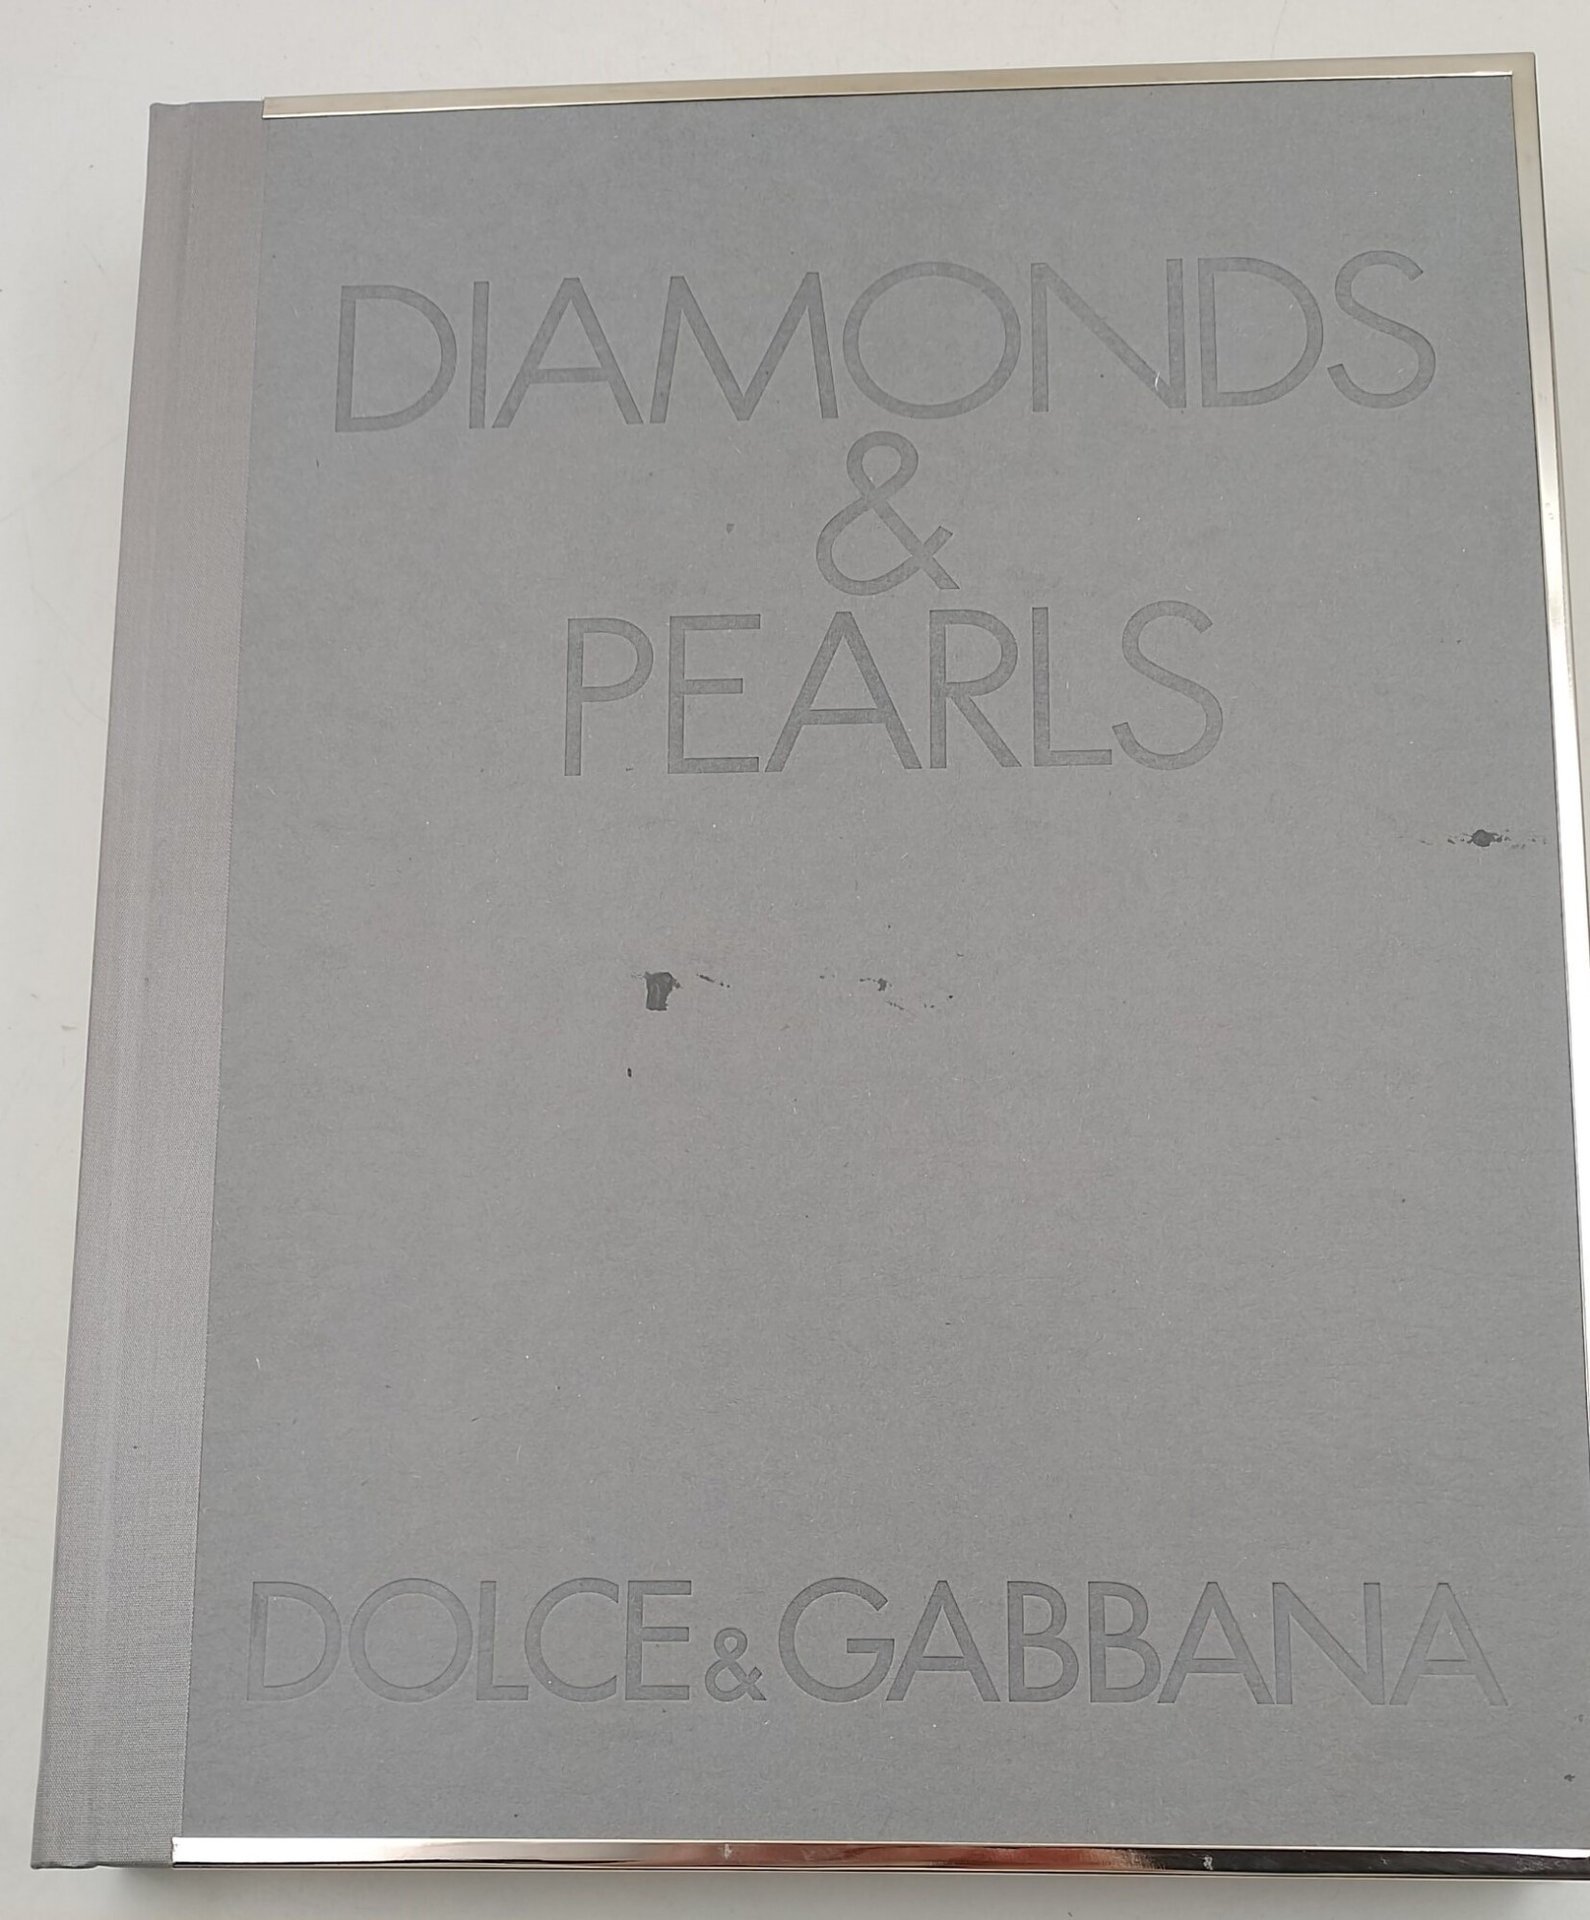 DIAMONDS
&
PEARLS
DOLCE & GABBANA